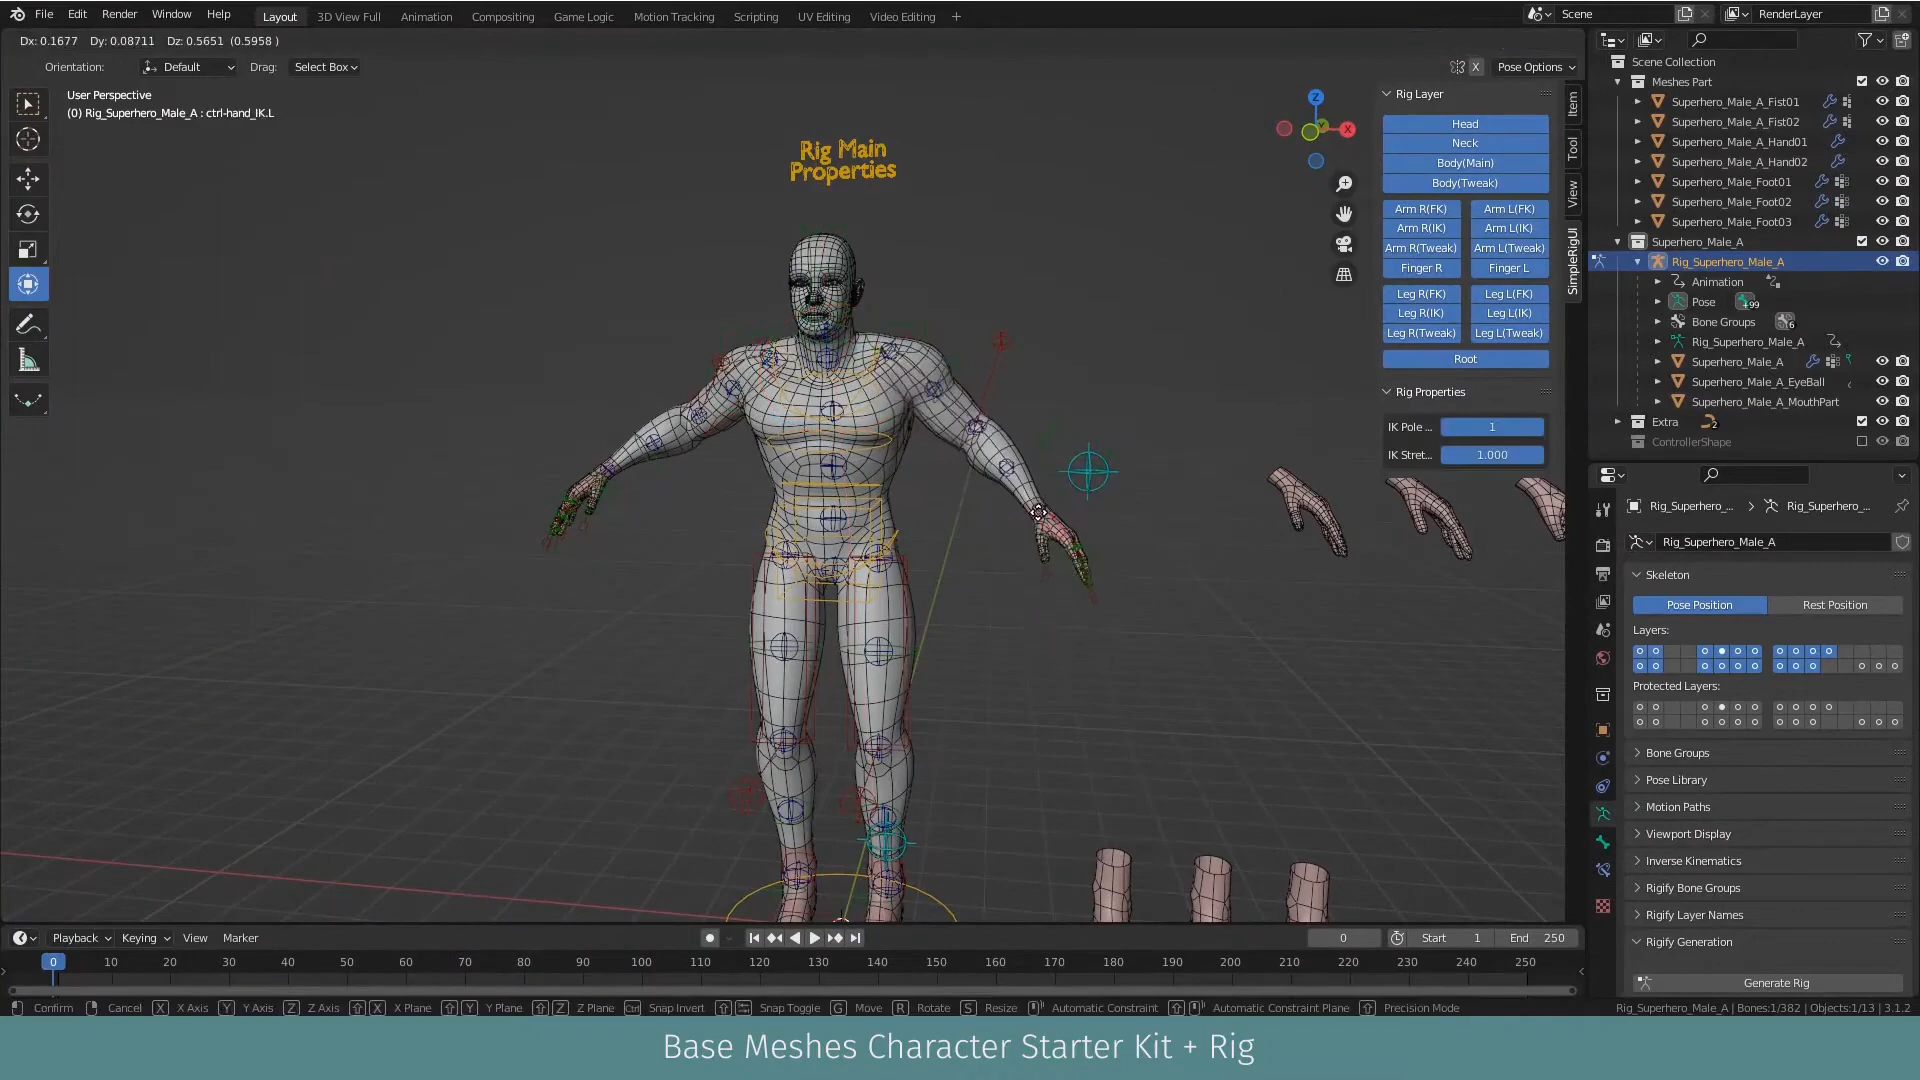 File Edit Render Window Help Layout 3D View Full Animation Compositing Game Logic Motion Tracking Scripting UV Editing Video Editing + Scene RenderLayer
Dx: 0.1677 Dy: 0.08711 Dz: 0.5651 (0.5958 )
Orientation: Default Drag: Select Box X Pose Options
User Perspective
(0) Rig_Superhero_Male_A : ctrl-hand_IK.L
Rig Main
Properties
Z
X
Rig Layer
Head
Neck
Body(Main)
Body(Tweak)
Arm R(FK) Arm L(FK)
Arm R(IK) Arm L(IK)
Arm R(Tweak) Arm L(Tweak)
Finger R Finger L
Leg R(FK) Leg L(FK)
Leg R(IK) Leg L(IK)
Leg R(Tweak) Leg L(Tweak)
Root
Rig Properties
IK Pole ... 1
IK Stret... 1.000
Item
Tool
View
SimpleRigUI
Scene Collection
Meshes Part
Superhero_Male_A_Fist01
Superhero_Male_A_Fist02
Superhero_Male_A_Hand01
Superhero_Male_A_Hand02
Superhero_Male_Foot01
Superhero_Male_Foot02
Superhero_Male_Foot03
Superhero_Male_A
Rig_Superhero_Male_A
Animation
Pose +99
Bone Groups 16
Rig_Superhero_Male_A
Superhero_Male_A
Superhero_Male_A_EyeBall
Superhero_Male_A_MouthPart
Extra 2
ControllerShape
Rig_Superhero_... Rig_Superhero_...
Rig_Superhero_Male_A
Skeleton
Pose Position Rest Position
Layers:
Protected Layers:
Bone Groups
Pose Library
Motion Paths
Viewport Display
Inverse Kinematics
Rigify Bone Groups
Rigify Layer Names
Rigify Generation
Generate Rig
Playback Keying View Marker 0 Start 1 End 250
0 10 20 30 40 50 60 70 80 90 100 110 120 130 140 150 160 170 180 190 200 210 220 230 240 250
Confirm Cancel X X Axis Y Y Axis Z Z Axis X X Plane Y Y Plane Z Z Plane Ctrl Snap Invert Snap Toggle G Move R Rotate S Resize Automatic Constraint Automatic Constraint Plane Precision Mode Rig_Superhero_Male_A | Bones:1/382 | Objects:1/13 | 3.1.2
Base Meshes Character Starter Kit + Rig